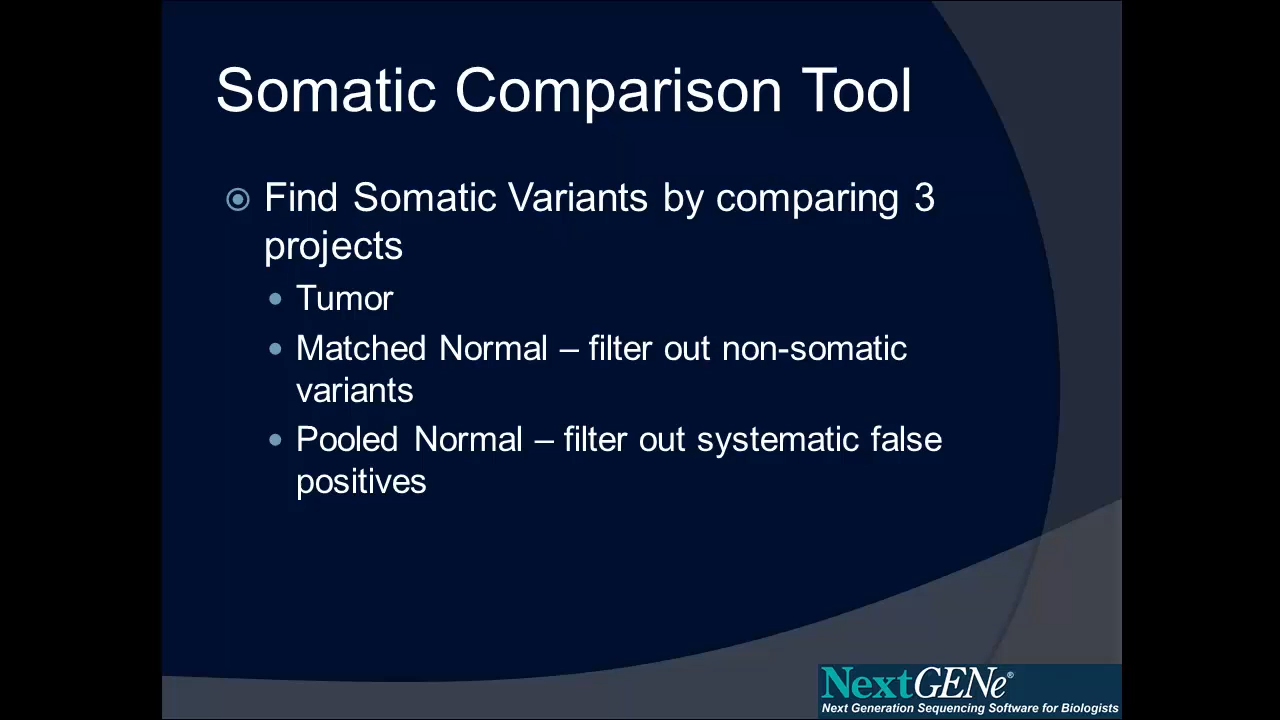 Somatic Comparison Tool
Find Somatic Variants by comparing 3
projects
Tumor
Matched Normal – filter out non-somatic
variants
Pooled Normal – filter out systematic false
positives
NextGENe®
Next Generation Sequencing Software for Biologists